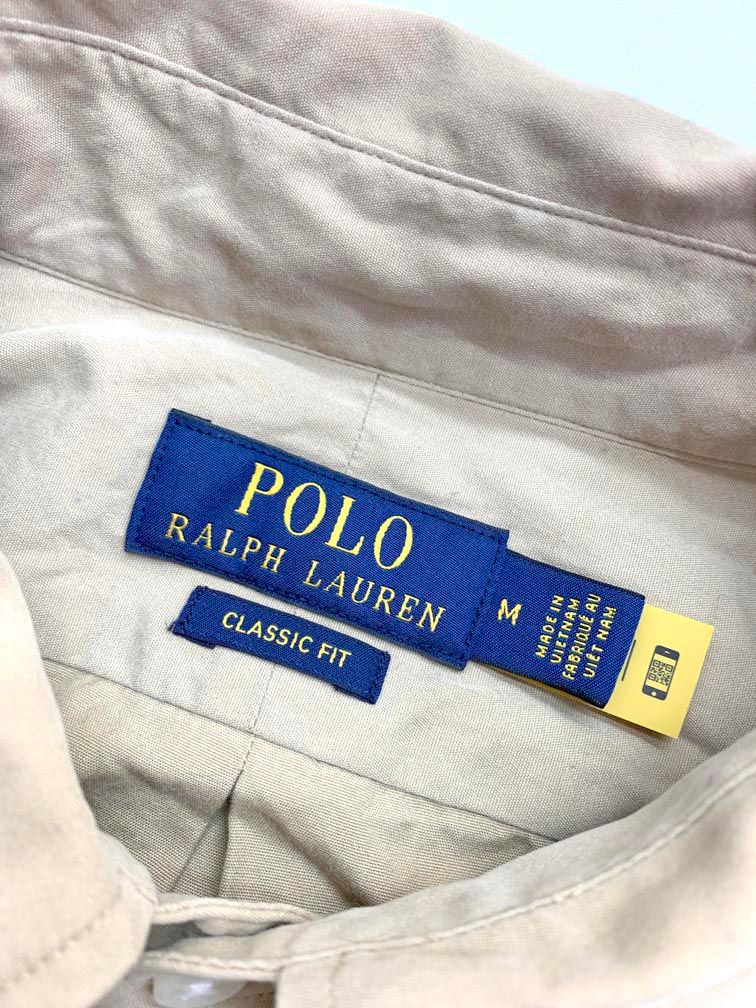 POLO
RALPH LAUREN
CLASSIC FIT
M
MADE IN
VIETNAM
FABRIQUÉ AU
VIÊT NAM